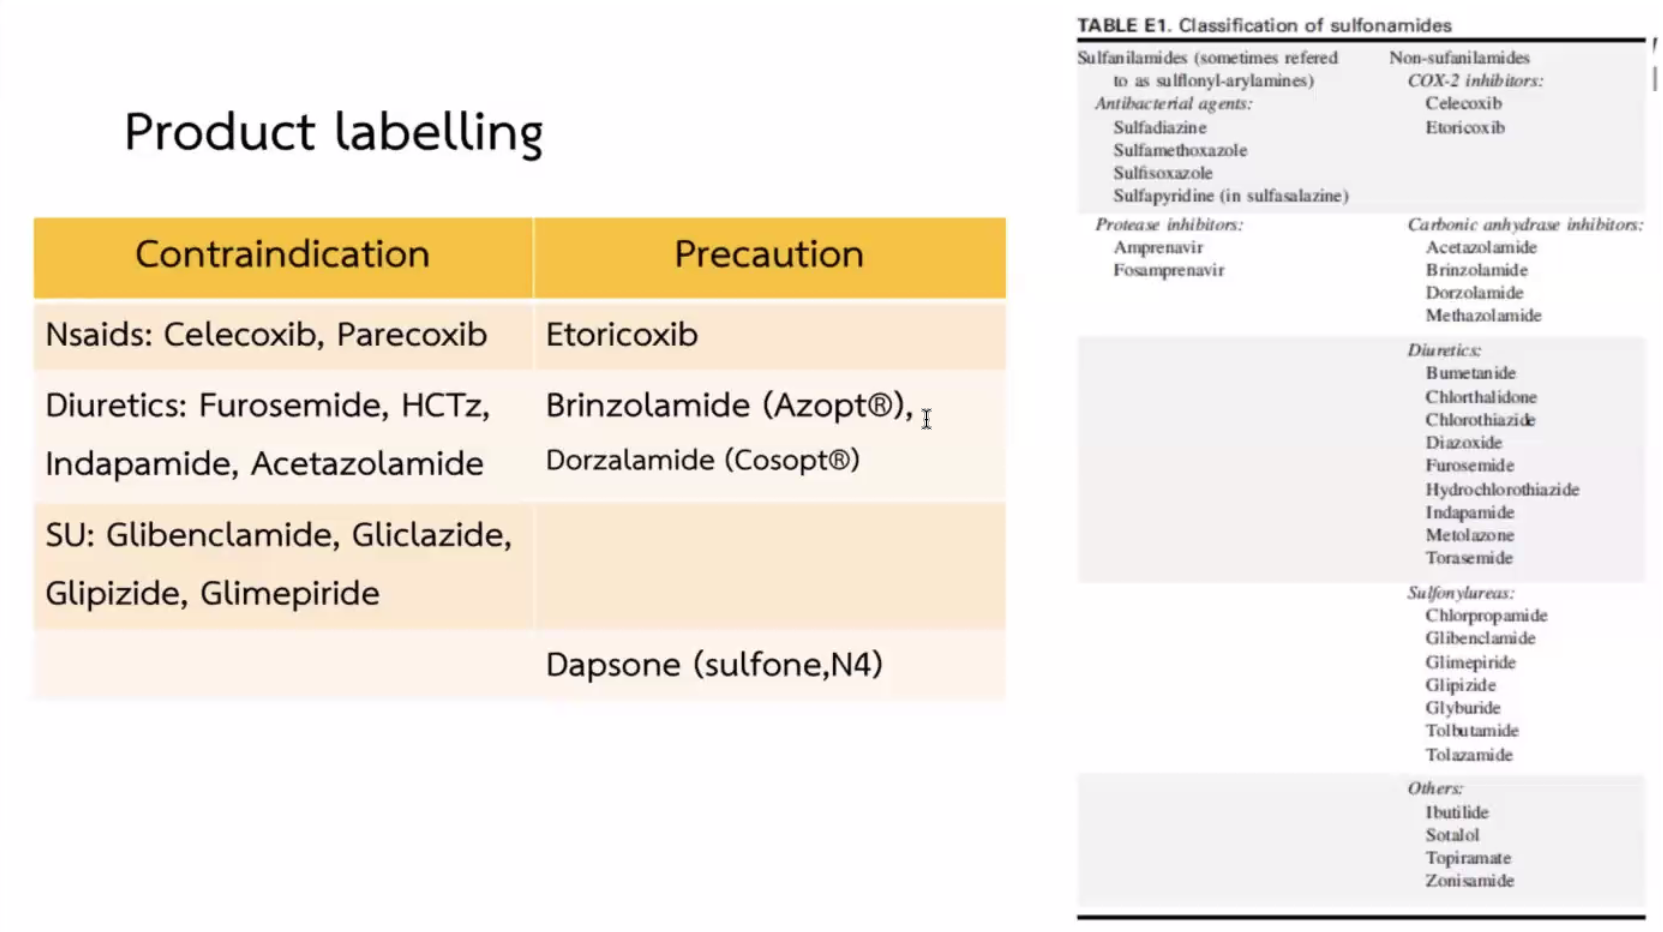 Product labelling
Contraindication
Precaution
Nsaids: Celecoxib, Parecoxib
Etoricoxib
Diuretics: Furosemide, HCTz,
Indapamide, Acetazolamide
Brinzolamide (Azopt®),
Dorzalamide (Cosopt®)
SU: Glibenclamide, Gliclazide,
Glipizide, Glimepiride
Dapsone (sulfone,N4)
TABLE E1. Classification of sulfonamides
Sulfanilamides (sometimes refered
to as sulflonyl-arylamines)
Antibacterial agents:
Sulfadiazine
Sulfamethoxazole
Sulfisoxazole
Sulfapyridine (in sulfasalazine)
Protease inhibitors:
Amprenavir
Fosamprenavir
Non-sufanilamides
COX-2 inhibitors:
Celecoxib
Etoricoxib
Carbonic anhydrase inhibitors:
Acetazolamide
Brinzolamide
Dorzolamide
Methazolamide
Diuretics:
Bumetanide
Chlorthalidone
Chlorothiazide
Diazoxide
Furosemide
Hydrochlorothiazide
Indapamide
Metolazone
Torasemide
Sulfonylureas:
Chlorpropamide
Glibenclamide
Glimepiride
Glipizide
Glyburide
Tolbutamide
Tolazamide
Others:
Ibutilide
Sotalol
Topiramate
Zonisamide